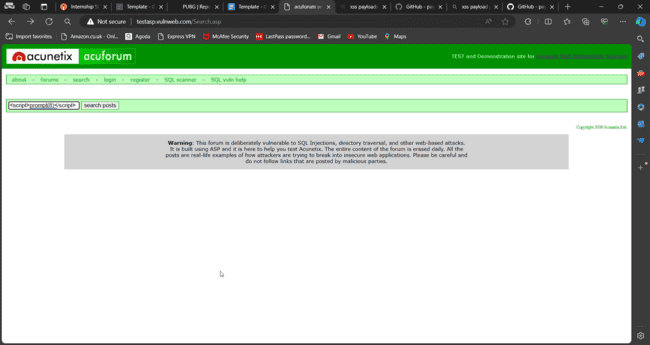 Internship S
Template -
PUBG | Rep
Template -
acuforum se
xss payload
GitHub - pa
xss payload
GitHub - pa
Not secure | testasp.vulnweb.com/Search.asp
Import favorites
Amazon.co.uk - Onl...
Agoda
Express VPN
McAfee Security
LastPass password...
Gmail
YouTube
Maps
acunetix acuforum
TEST and Demonstration site for
about - forums - search - login - register - SQL scanner - SQL vuln help
<script>prompt(8)</script> search posts
Copyright 2019 Acunetix Ltd.
Warning: This forum is deliberately vulnerable to SQL Injections, directory traversal, and other web-based attacks.
It is built using ASP and it is here to help you test Acunetix. The entire content of the forum is erased daily. All the
posts are real-life examples of how attackers are trying to break into insecure web applications. Please be careful and
do not follow links that are posted by malicious parties.